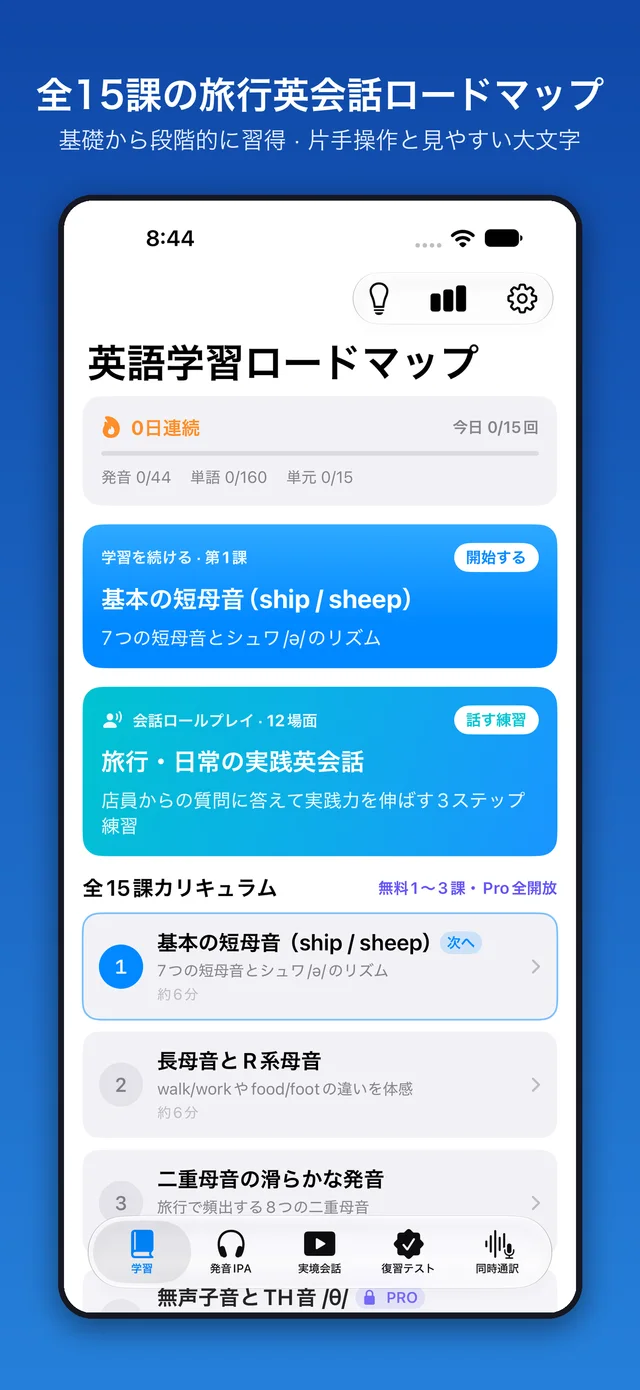 全15課の旅行英会話ロードマップ
基礎から段階的に習得 · 片手操作と見やすい大文字
8:44
英語学習ロードマップ
0日連続
今日 0/15回
発音 0/44 単語 0/160 単元 0/15
学習を続ける · 第1課
開始する
基本の短母音（ship / sheep）
7つの短母音とシュワ/ə/のリズム
会話ロールプレイ · 12場面
話す練習
旅行・日常の実践英会話
店員からの質問に答えて実践力を伸ばす3ステップ
練習
全15課カリキュラム
無料1〜3課・Pro全開放
1
基本の短母音（ship / sheep）
次へ
7つの短母音とシュワ/ə/のリズム
約6分
2
長母音とR系母音
walk/workやfood/footの違いを体感
約6分
3
二重母音の滑らかな発音
旅行で頻出する8つの二重母音
学習
発音IPA
実境会話
復習テスト
同時通訳
無声子音とTH音 /θ/
PRO